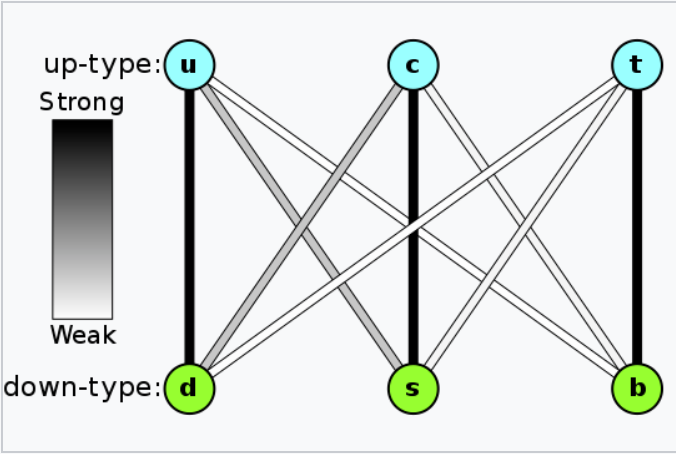 up-type: u c t
Strong
Weak
down-type: d s b